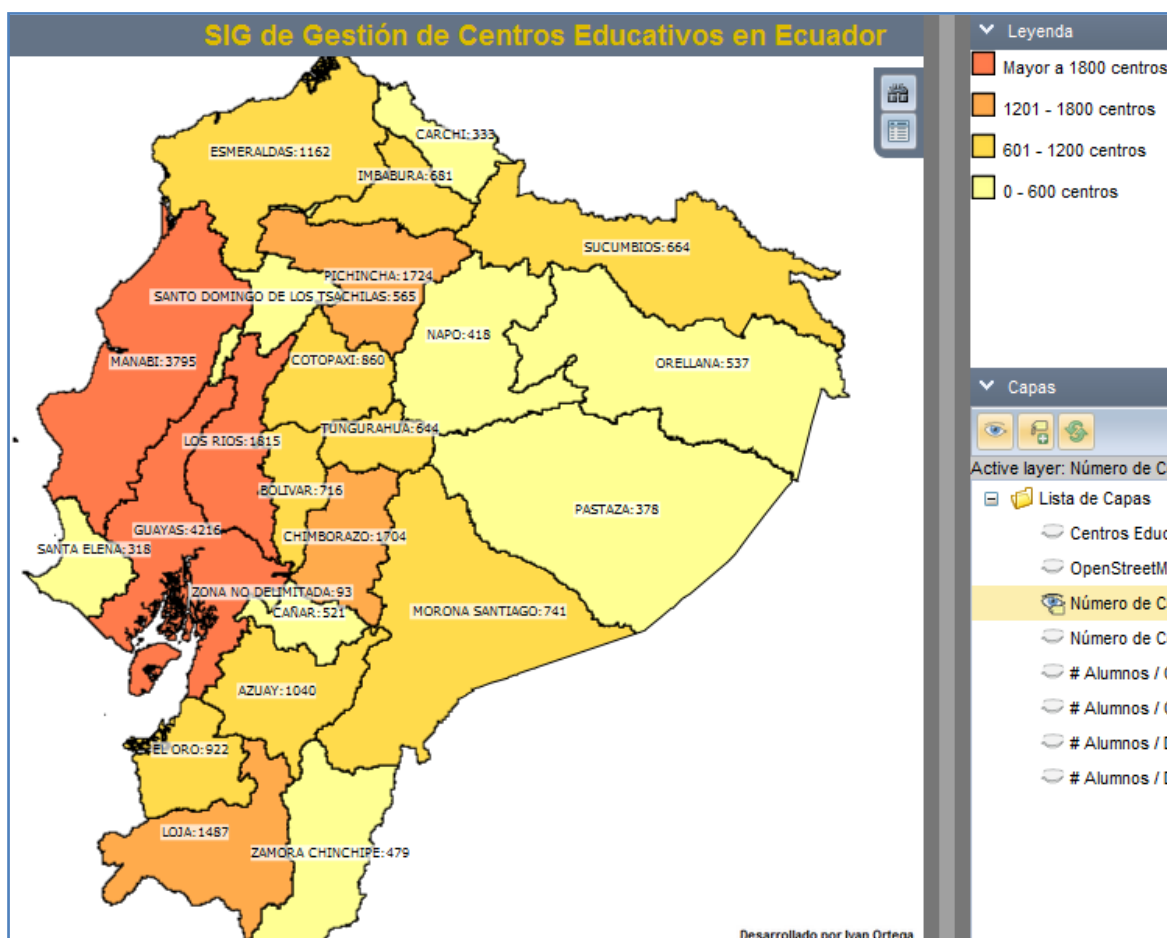 SIG de Gestión de Centros Educativos en Ecuador
CARCHI:333
ESMERALDAS:1162
IMBABURA:681
SUCUMBIOS:664
PICHINCHA:1724
SANTO DOMINGO DE LOS TSACHILAS:565
NAPO:418
MANABI:3795
COTOPAXI:860
ORELLANA:537
TUNGURAHUA:644
LOS RIOS:1815
BOLIVAR:716
PASTAZA:378
GUAYAS:4216
CHIMBORAZO:1704
SANTA ELENA:318
ZONA NO DELIMITADA:93
CAÑAR:521
MORONA SANTIAGO:741
AZUAY:1040
EL ORO:922
LOJA:1487
ZAMORA CHINCHIPE:479
Desarrollado por Ivan Ortega
Leyenda
Mayor a 1800 centros
1201 - 1800 centros
601 - 1200 centros
0 - 600 centros
Capas
Active layer: Número de C
Lista de Capas
Centros Educ
OpenStreetM
Número de C
Número de C
# Alumnos /
# Alumnos /
# Alumnos /
# Alumnos /